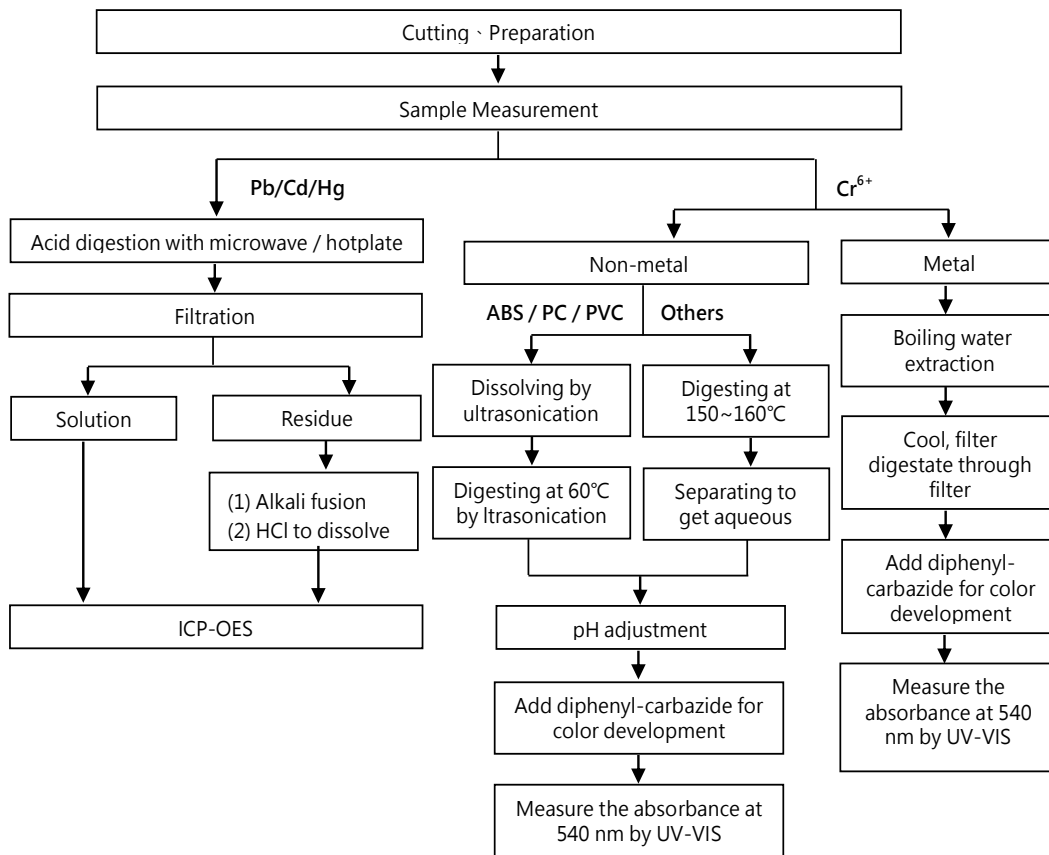 Cutting、Preparation
Sample Measurement
Pb/Cd/Hg
Cr⁶⁺
Acid digestion with microwave / hotplate
Filtration
Solution
Residue
(1) Alkali fusion
(2) HCl to dissolve
ICP-OES
Non-metal
ABS / PC / PVC
Others
Dissolving by
ultrasonication
Digesting at
150~160℃
Digesting at 60℃
by ltrasonication
Separating to
get aqueous
pH adjustment
Add diphenyl-carbazide for
color development
Measure the absorbance at
540 nm by UV-VIS
Metal
Boiling water
extraction
Cool, filter
digestate through
filter
Add diphenyl-
carbazide for color
development
Measure the
absorbance at 540
nm by UV-VIS